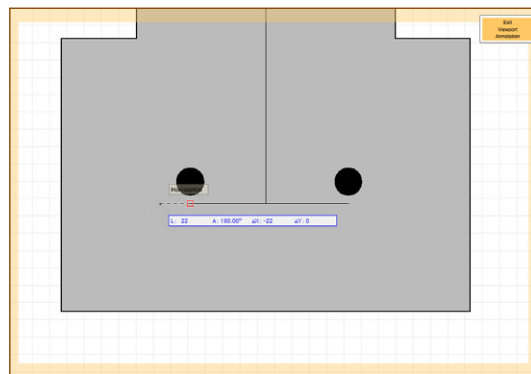 Exit
Viewport
Annotation
Horizontal
L: 22 A: 180.00° ΔX: -22 ΔY: 0